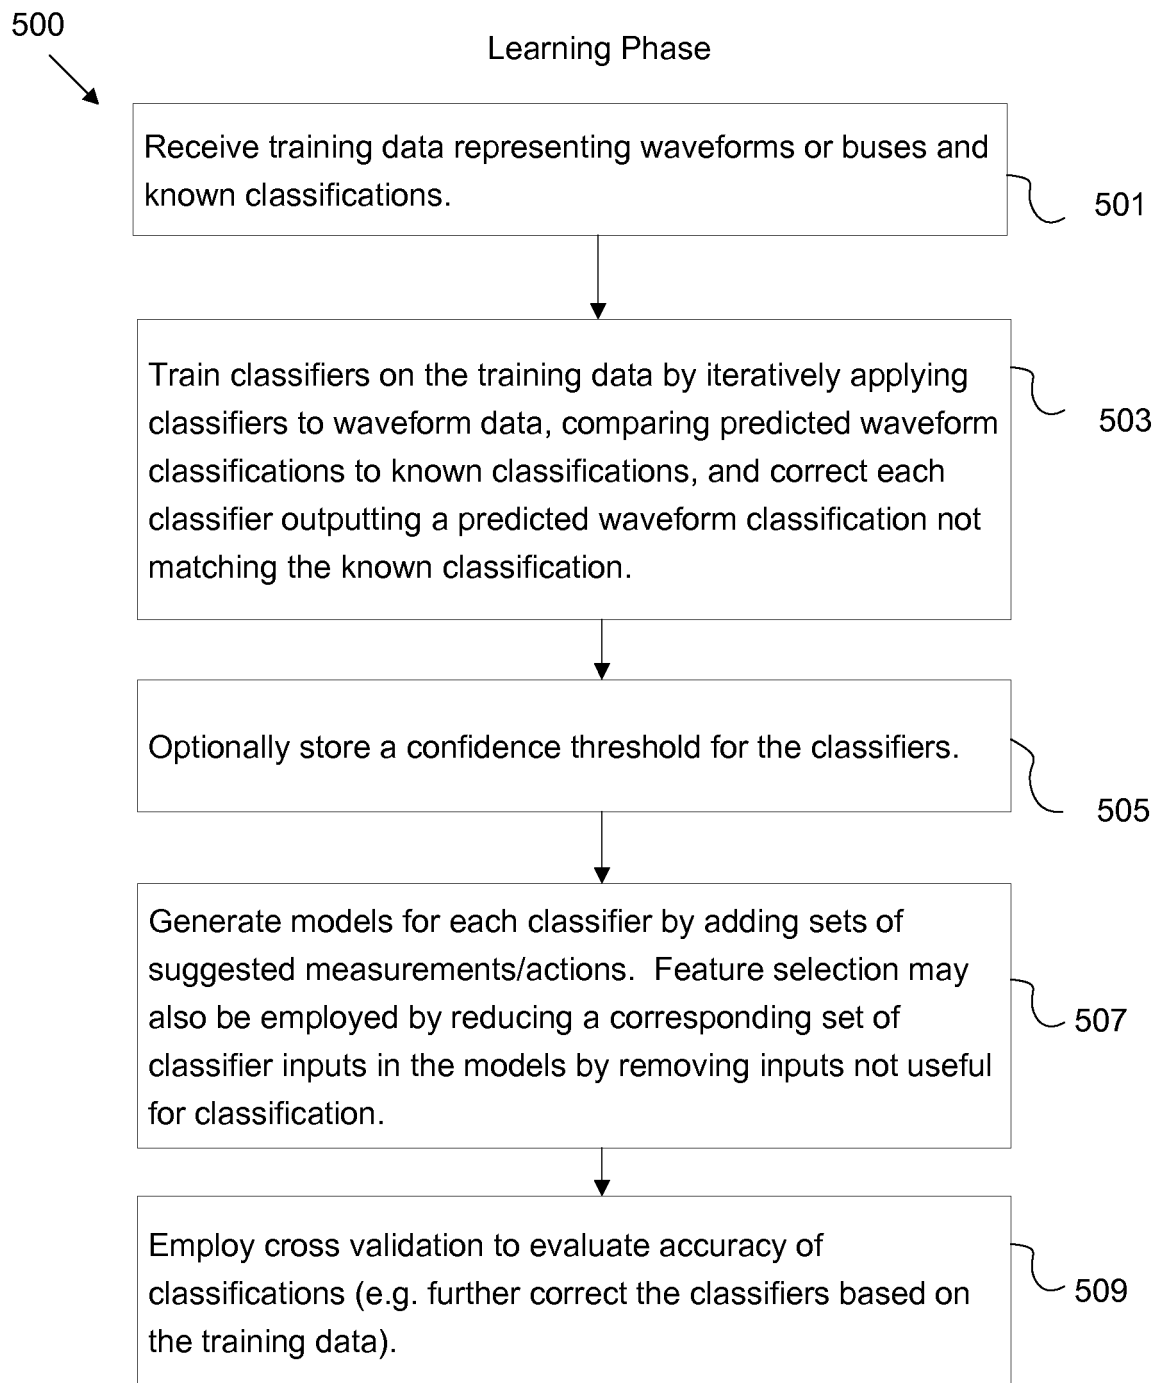 500
Learning Phase
Receive training data representing waveforms or buses and
known classifications.
501
Train classifiers on the training data by iteratively applying
classifiers to waveform data, comparing predicted waveform
classifications to known classifications, and correct each
classifier outputting a predicted waveform classification not
matching the known classification.
503
Optionally store a confidence threshold for the classifiers.
505
Generate models for each classifier by adding sets of
suggested measurements/actions.  Feature selection may
also be employed by reducing a corresponding set of
classifier inputs in the models by removing inputs not useful
for classification.
507
Employ cross validation to evaluate accuracy of
classifications (e.g. further correct the classifiers based on
the training data).
509